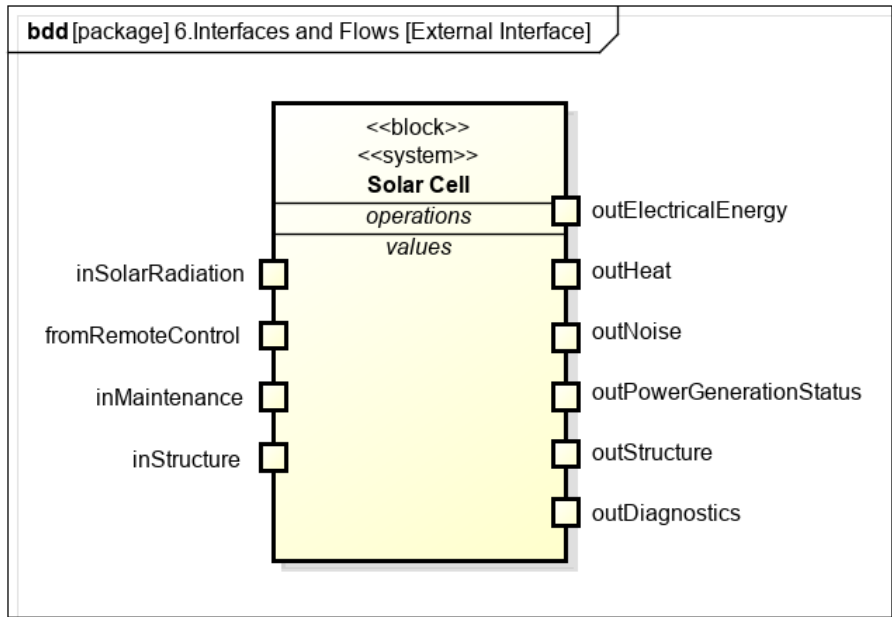 bdd [package] 6.Interfaces and Flows [External Interface]
<<block>>
<<system>>
Solar Cell
operations
values
inSolarRadiation
fromRemoteControl
inMaintenance
inStructure
outElectricalEnergy
outHeat
outNoise
outPowerGenerationStatus
outStructure
outDiagnostics